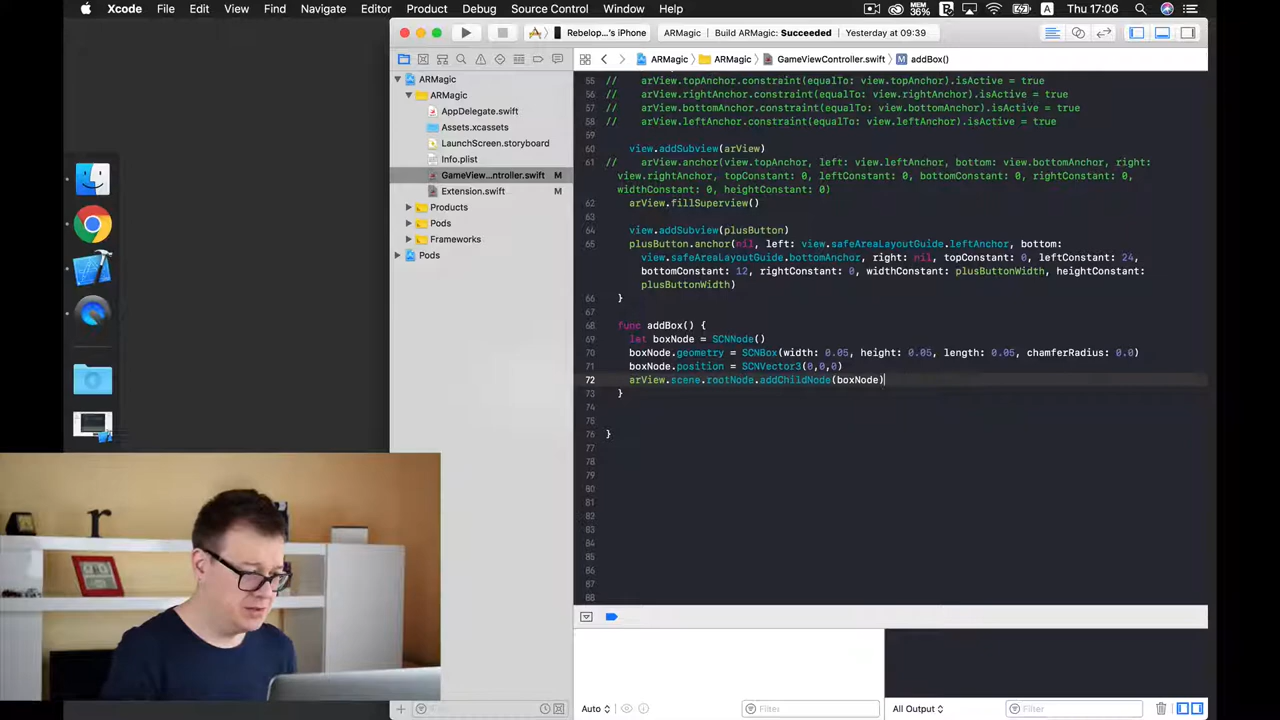 Xcode File Edit View Find Navigate Editor Product Debug Source Control Window Help MEM 36% A Thu 17:06
Rebelop...'s iPhone ARMagic: Build ARMagic: Succeeded Yesterday at 09:39
ARMagic ARMagic GameViewController.swift M addBox()
ARMagic
ARMagic
AppDelegate.swift
Assets.xcassets
LaunchScreen.storyboard
Info.plist
GameView...ntroller.swift M
Extension.swift M
Products
Pods
Frameworks
Pods
55 // arView.topAnchor.constraint(equalTo: view.topAnchor).isActive = true
56 // arView.rightAnchor.constraint(equalTo: view.rightAnchor).isActive = true
57 // arView.bottomAnchor.constraint(equalTo: view.bottomAnchor).isActive = true
58 // arView.leftAnchor.constraint(equalTo: view.leftAnchor).isActive = true
59
60 view.addSubview(arView)
61 // arView.anchor(view.topAnchor, left: view.leftAnchor, bottom: view.bottomAnchor, right:
view.rightAnchor, topConstant: 0, leftConstant: 0, bottomConstant: 0, rightConstant: 0,
widthConstant: 0, heightConstant: 0)
62 arView.fillSuperview()
63
64 view.addSubview(plusButton)
65 plusButton.anchor(nil, left: view.safeAreaLayoutGuide.leftAnchor, bottom:
view.safeAreaLayoutGuide.bottomAnchor, right: nil, topConstant: 0, leftConstant: 24,
bottomConstant: 12, rightConstant: 0, widthConstant: plusButtonWidth, heightConstant:
plusButtonWidth)
66 }
67
68 func addBox() {
69 let boxNode = SCNNode()
70 boxNode.geometry = SCNBox(width: 0.05, height: 0.05, length: 0.05, chamferRadius: 0.0)
71 boxNode.position = SCNVector3(0,0,0)
72 arView.scene.rootNode.addChildNode(boxNode)
73 }
74
75
76 }
77
78
79
80
81
82
83
84
85
86
87
88
Auto Filter All Output Filter